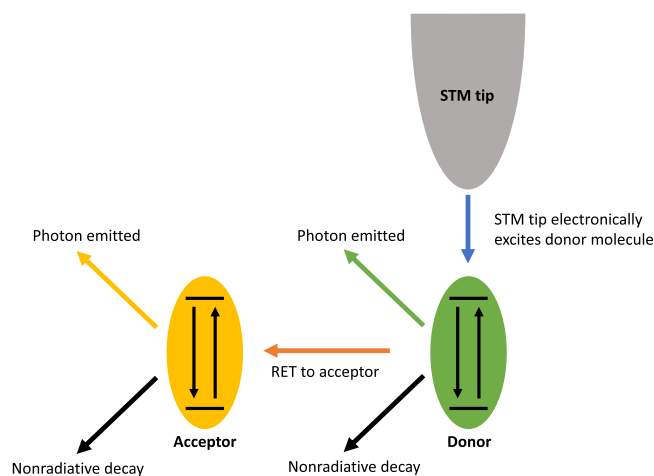 STM tip
STM tip electronically
excites donor molecule
Photon emitted
Photon emitted
RET to acceptor
Acceptor
Donor
Nonradiative decay
Nonradiative decay